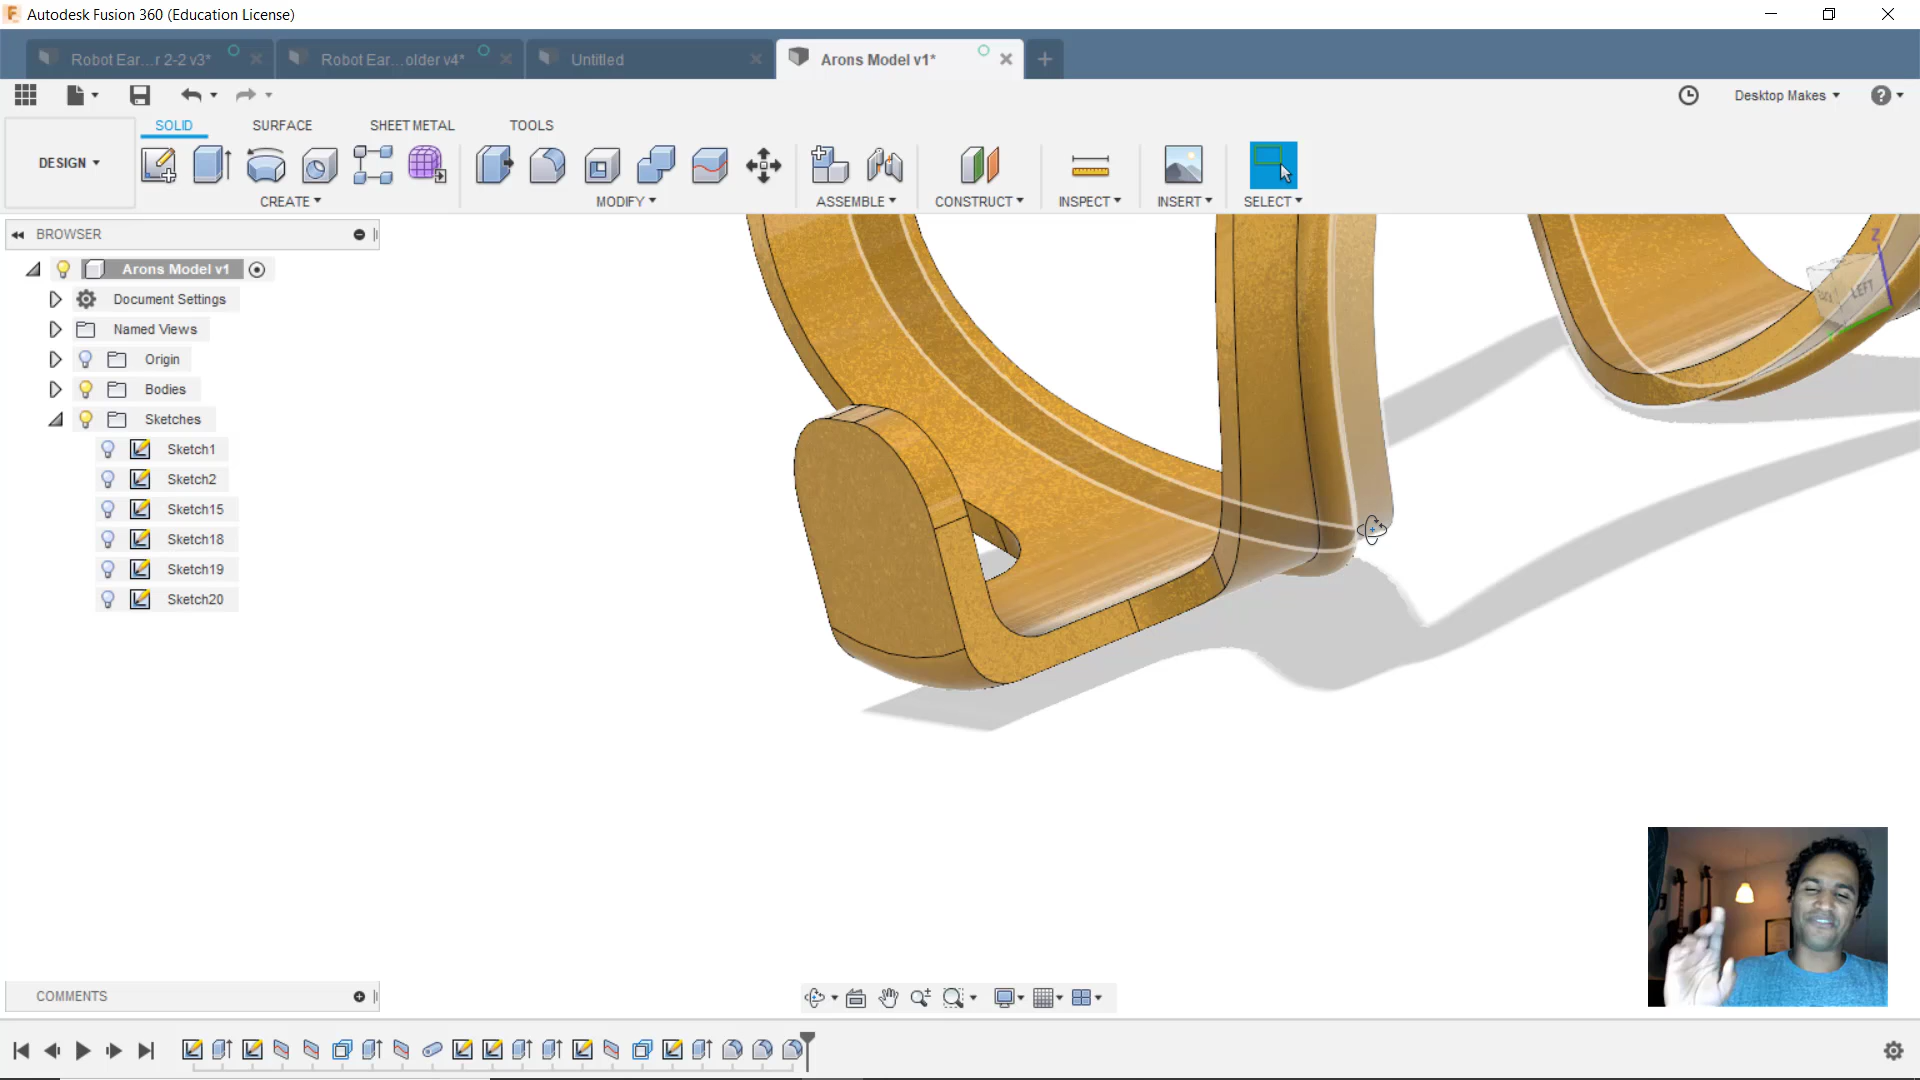 Autodesk Fusion 360 (Education License)
Robot Ear...r 2-2 v3*
Robot Ear...older v4*
Untitled
Arons Model v1*
Desktop Makes
DESIGN
SOLID
SURFACE
SHEET METAL
TOOLS
CREATE
MODIFY
ASSEMBLE
CONSTRUCT
INSPECT
INSERT
SELECT
BROWSER
Arons Model v1
Document Settings
Named Views
Origin
Bodies
Sketches
Sketch1
Sketch2
Sketch15
Sketch18
Sketch19
Sketch20
Z
LEFT
COMMENTS